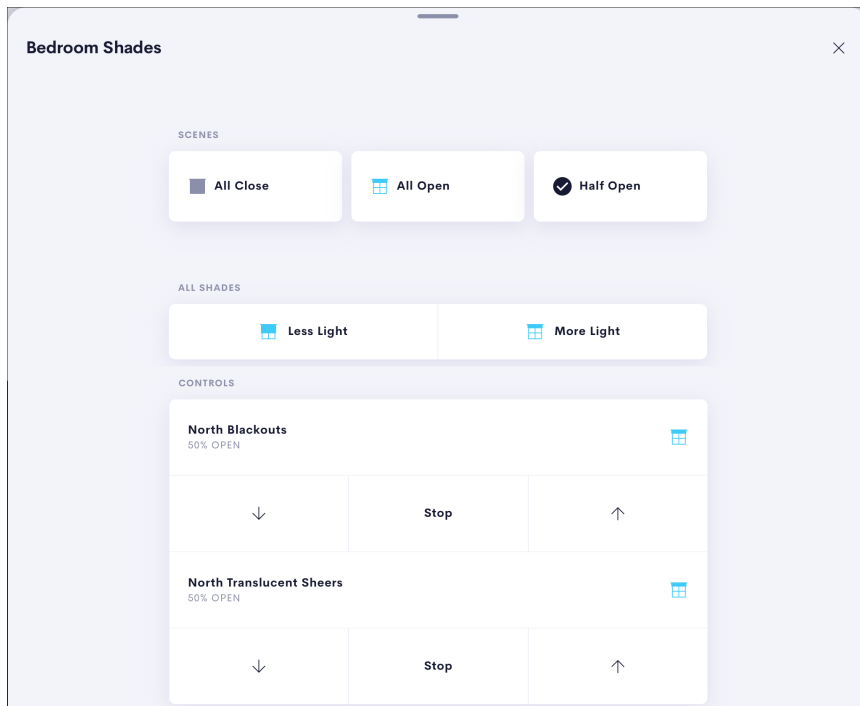 Bedroom Shades
SCENES
All Close
All Open
Half Open
ALL SHADES
Less Light
More Light
CONTROLS
North Blackouts
50% OPEN
Stop
North Translucent Sheers
50% OPEN
Stop